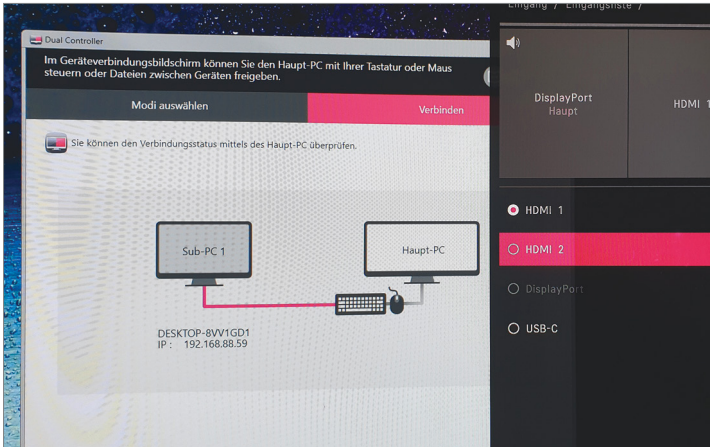 Dual Controller
Im Geräteverbindungsbildschirm können Sie den Haupt-PC mit Ihrer Tastatur oder Maus
steuern oder Dateien zwischen Geräten freigeben.
Modi auswählen
Verbinden
Sie können den Verbindungsstatus mittels des Haupt-PC überprüfen.
Sub-PC 1
Haupt-PC
DESKTOP-8VV1GD1
IP : 192.168.88.59
Eingang / Eingangsliste /
DisplayPort
Haupt
HDMI 1
HDMI 1
HDMI 2
DisplayPort
USB-C